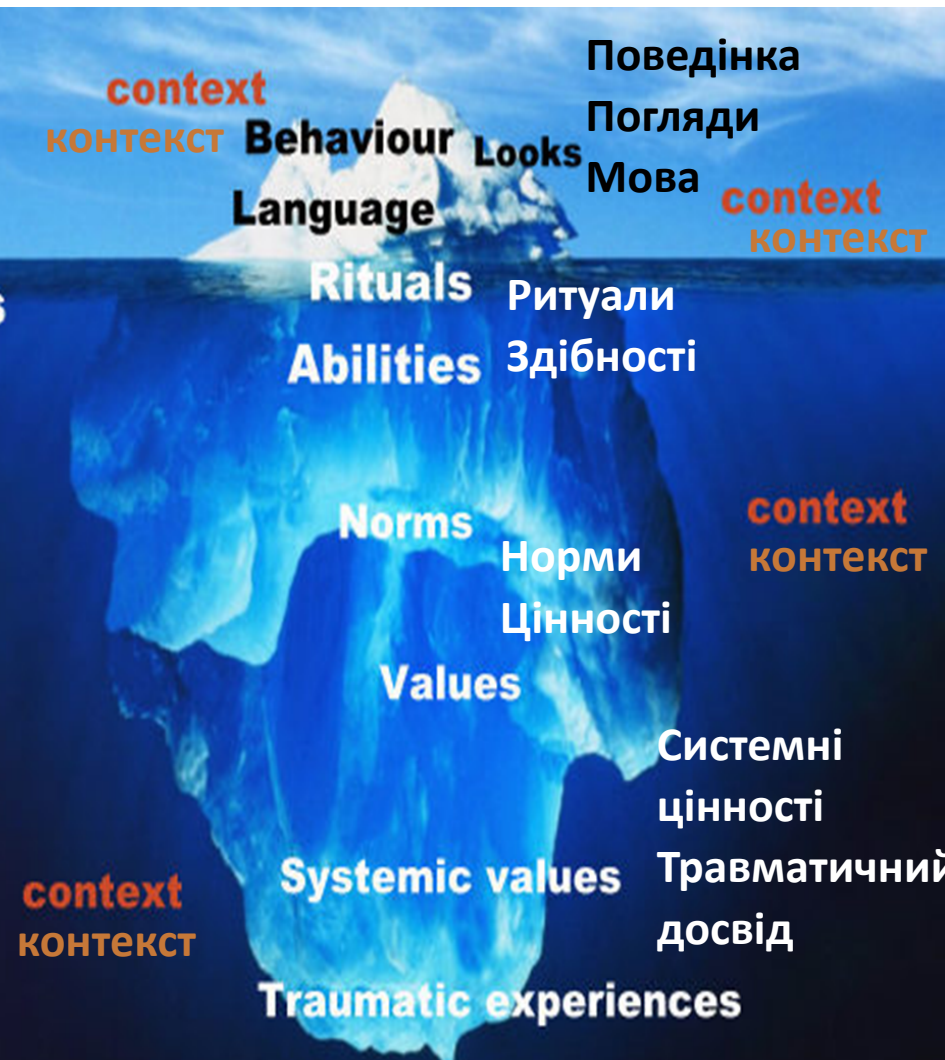 Поведінка
context
Погляди
контекст Behaviour Looks
Мова
Language
context
контекст
Rituals
Ритуали
Abilities
Здібності
Norms
context
Норми
контекст
Цінності
Values
Системні
цінності
Systemic values
Травматичний
context
досвід
контекст
Traumatic experiences